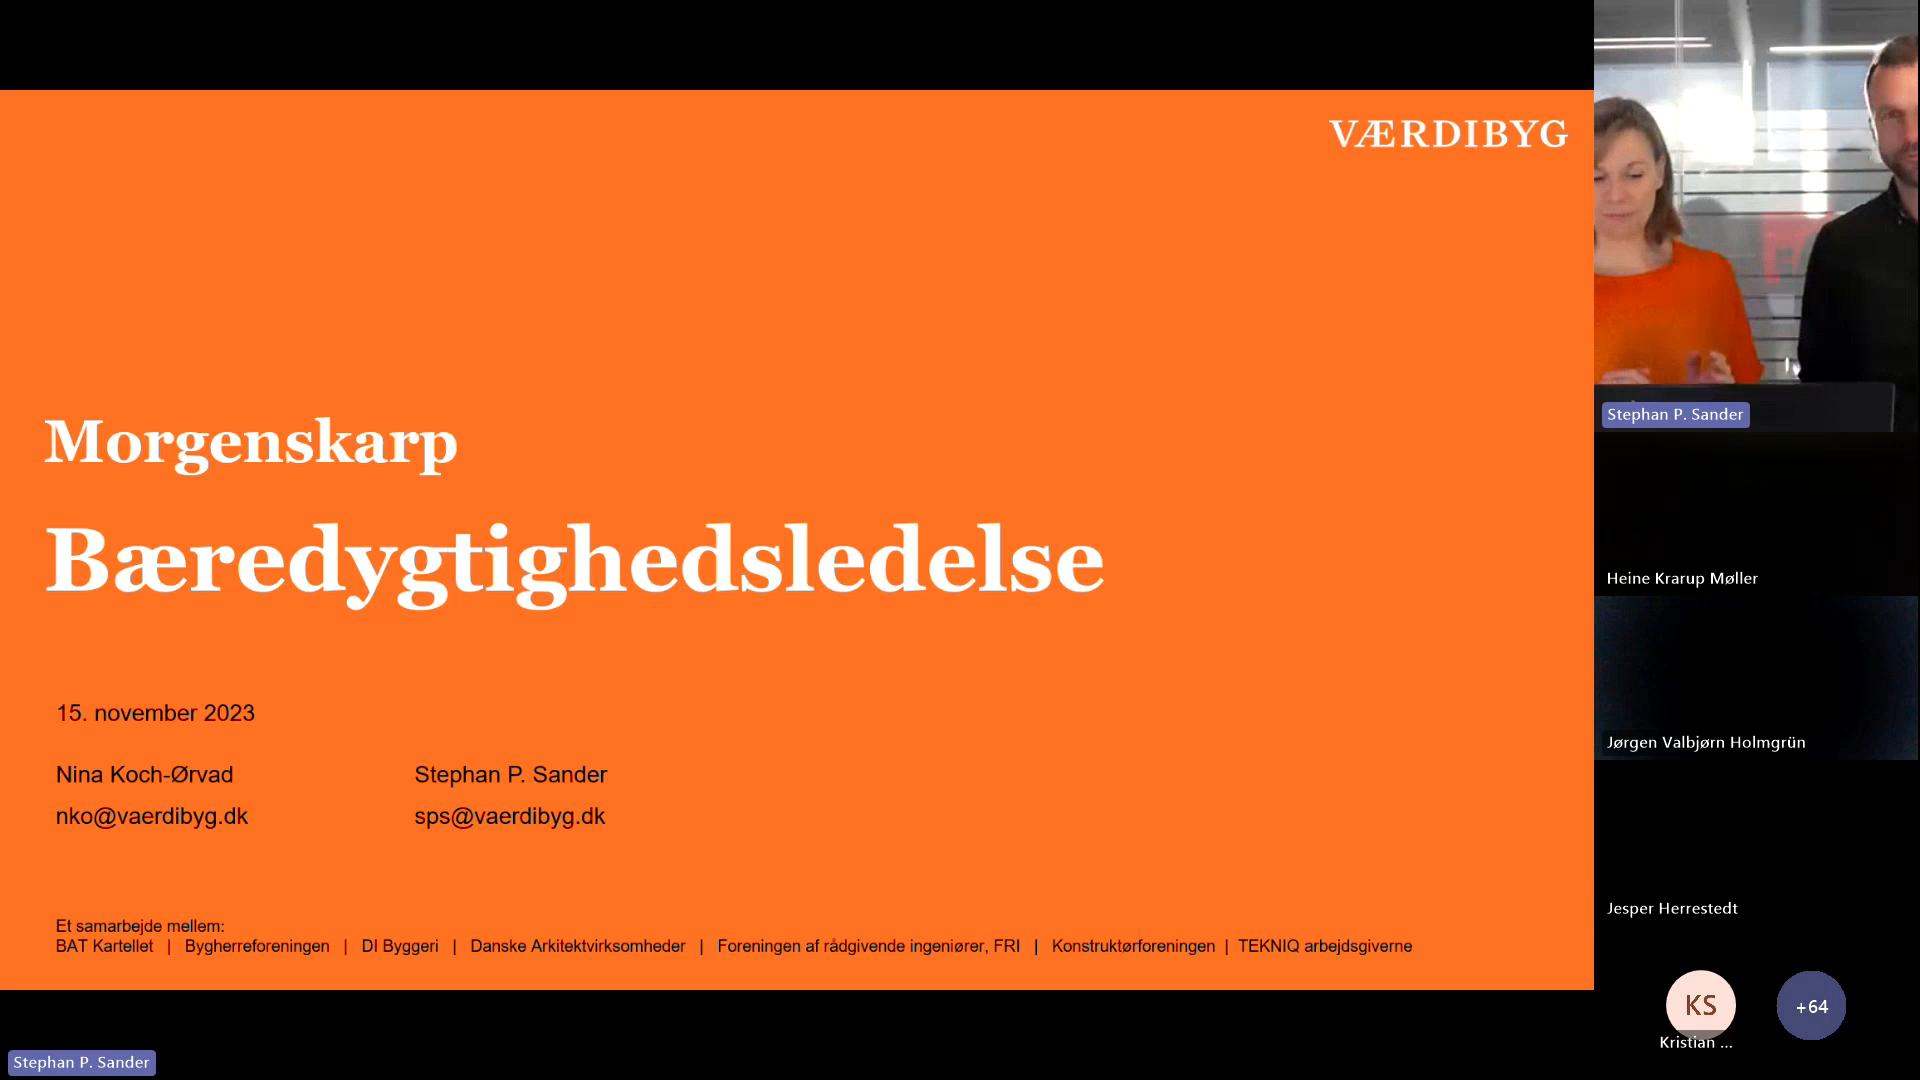 VÆRDIBYG
Morgenskarp
Bæredygtighedsledelse
15. november 2023
Nina Koch-Ørvad
Stephan P. Sander
nko@vaerdibyg.dk
sps@vaerdibyg.dk
Et samarbejde mellem:
BAT Kartellet | Bygherreforeningen | DI Byggeri | Danske Arkitektvirksomheder | Foreningen af rådgivende ingeniører, FRI | Konstruktørforeningen | TEKNIQ arbejdsgiverne
Stephan P. Sander
Stephan P. Sander
Heine Krarup Møller
Jørgen Valbjørn Holmgrün
Jesper Herrestedt
KS
+64
Kristian ...